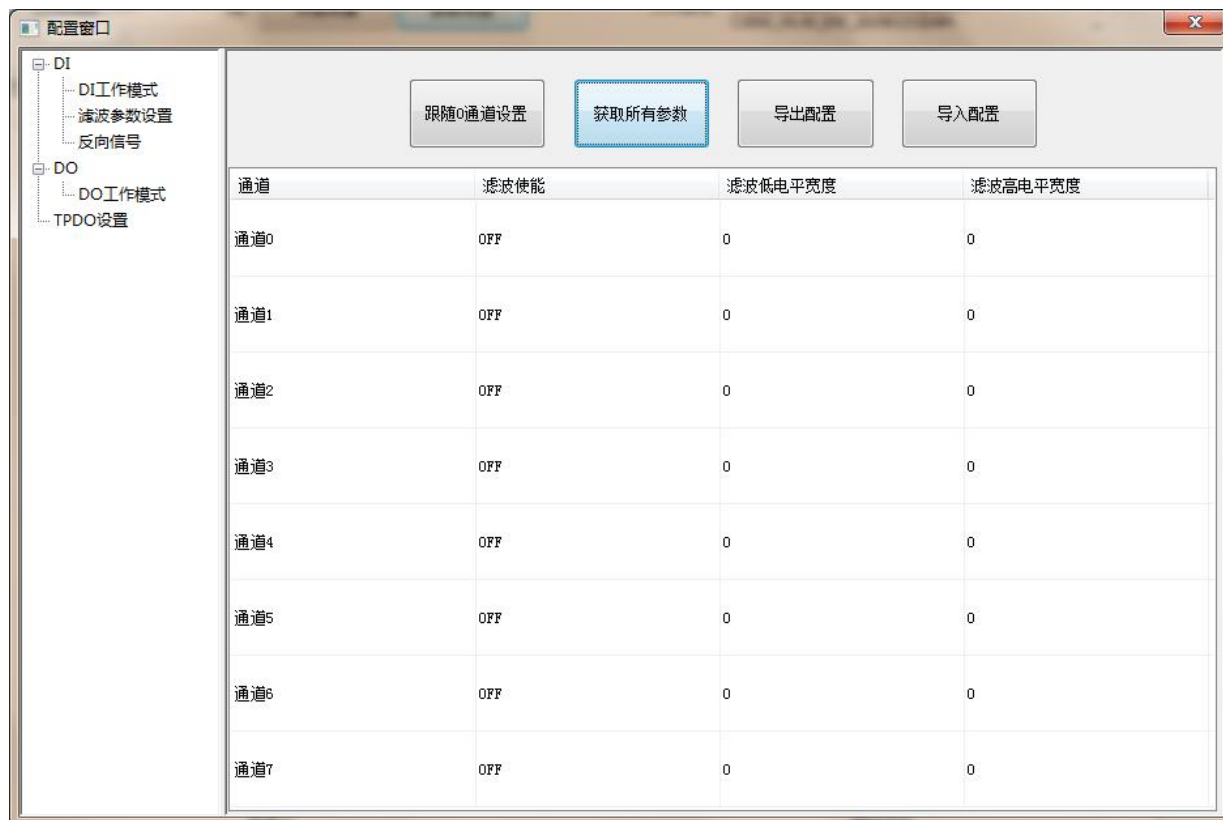 配置窗口
DI
DI工作模式
滤波参数设置
反向信号
DO
DO工作模式
TPDO设置
跟随0通道设置 获取所有参数 导出配置 导入配置
通道 滤波使能 滤波低电平宽度 滤波高电平宽度
通道0 OFF 0 0
通道1 OFF 0 0
通道2 OFF 0 0
通道3 OFF 0 0
通道4 OFF 0 0
通道5 OFF 0 0
通道6 OFF 0 0
通道7 OFF 0 0